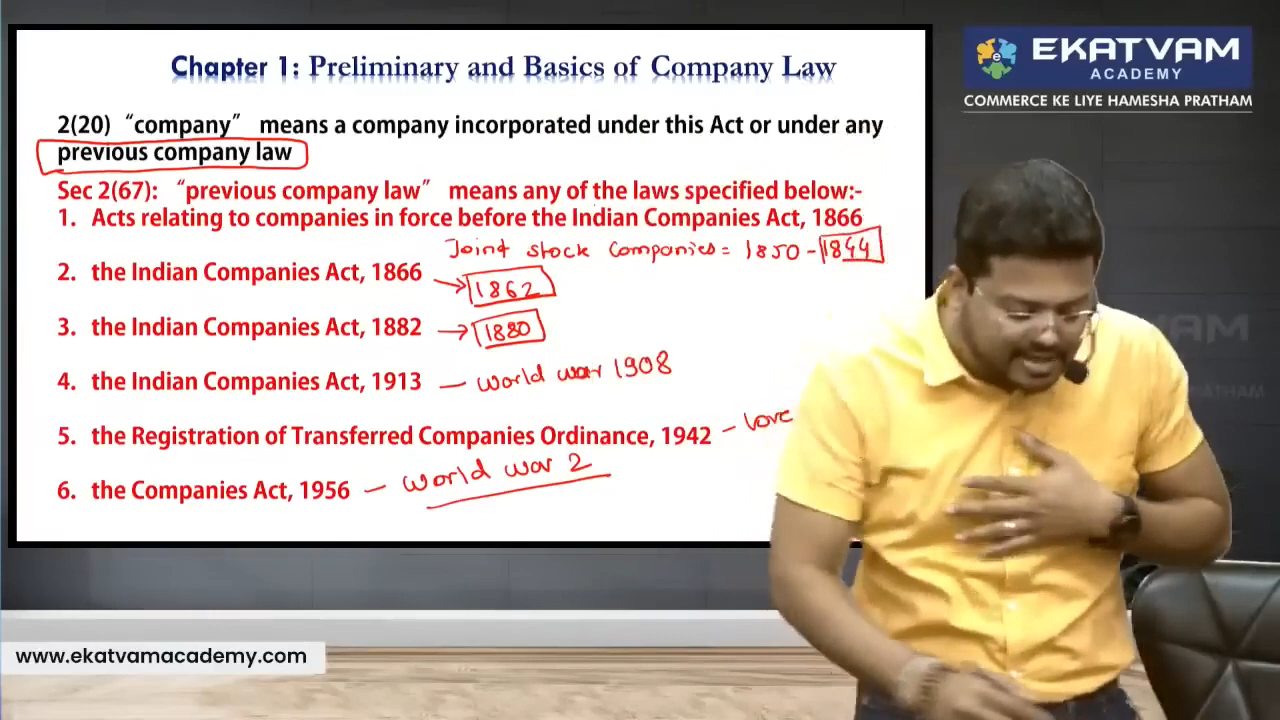 Chapter 1: Preliminary and Basics of Company Law
EKATVAM
ACADEMY
COMMERCE KE LIYE HAMESHA PRATHAM
2(20) “company” means a company incorporated under this Act or under any
previous company law
Sec 2(67): “previous company law” means any of the laws specified below:-
1. Acts relating to companies in force before the Indian Companies Act, 1866
Joint stock companies = 1850 - 1844
2. the Indian Companies Act, 1866 → 1862
3. the Indian Companies Act, 1882 → 1880
4. the Indian Companies Act, 1913 — world war 1908
5. the Registration of Transferred Companies Ordinance, 1942 - love
6. the Companies Act, 1956 — world war 2
www.ekatvamacademy.com